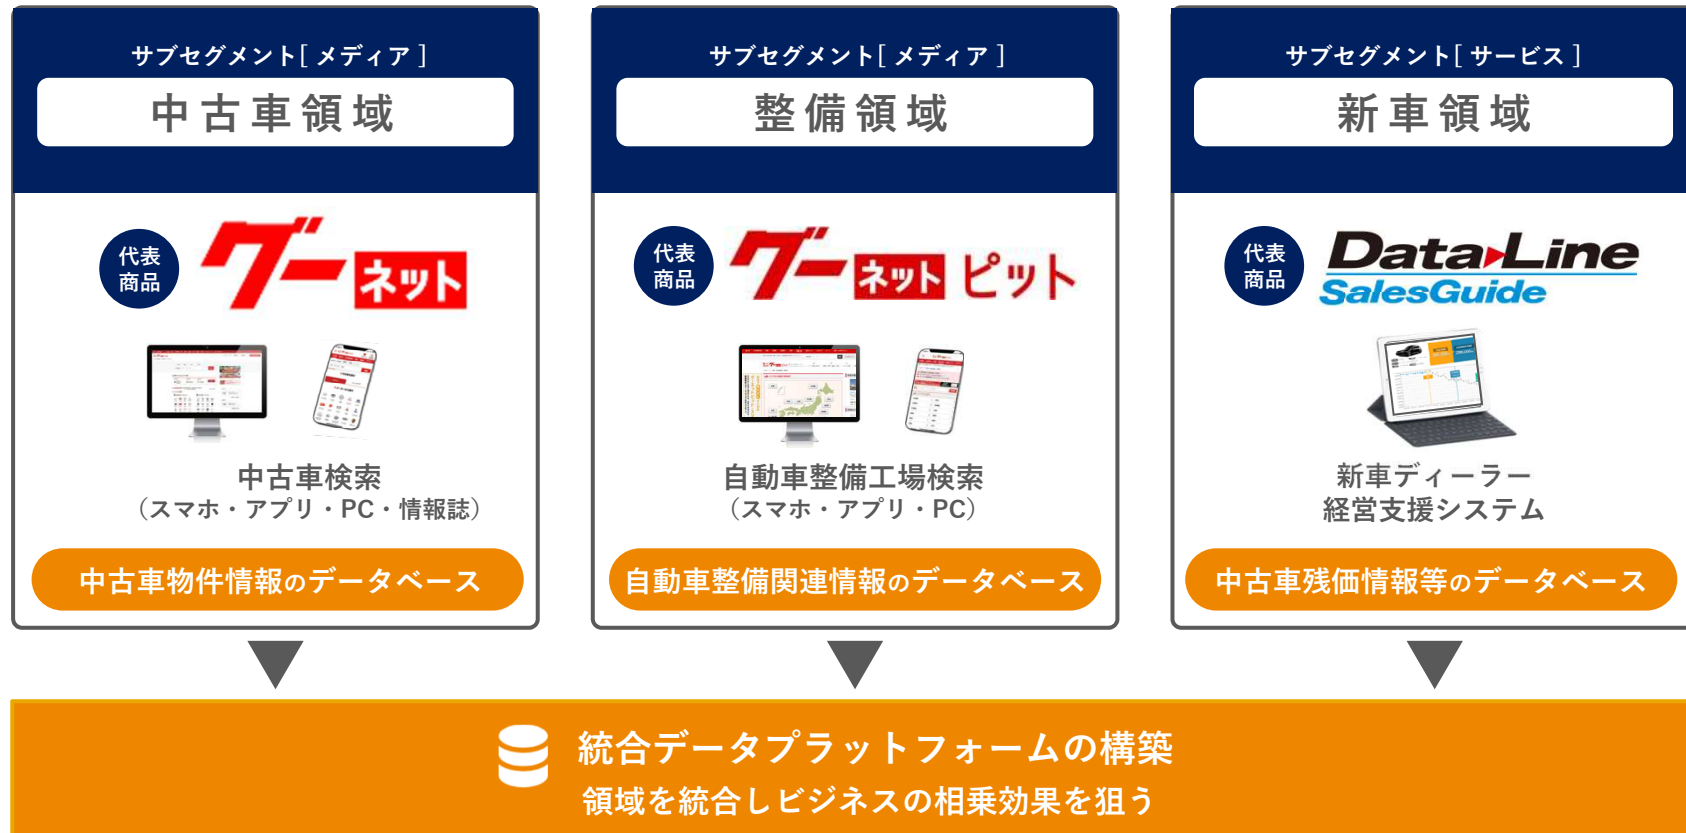 サブセグメント[ メディア ]
中古車領域
代表
商品
グーネット
中古車検索
（スマホ・アプリ・PC・情報誌）
中古車物件情報のデータベース
サブセグメント[ メディア ]
整備領域
代表
商品
グーネット ピット
自動車整備工場検索
（スマホ・アプリ・PC）
自動車整備関連情報のデータベース
サブセグメント[ サービス ]
新車領域
代表
商品
DataLine
SalesGuide
新車ディーラー
経営支援システム
中古車残価情報等のデータベース
統合データプラットフォームの構築
領域を統合しビジネスの相乗効果を狙う